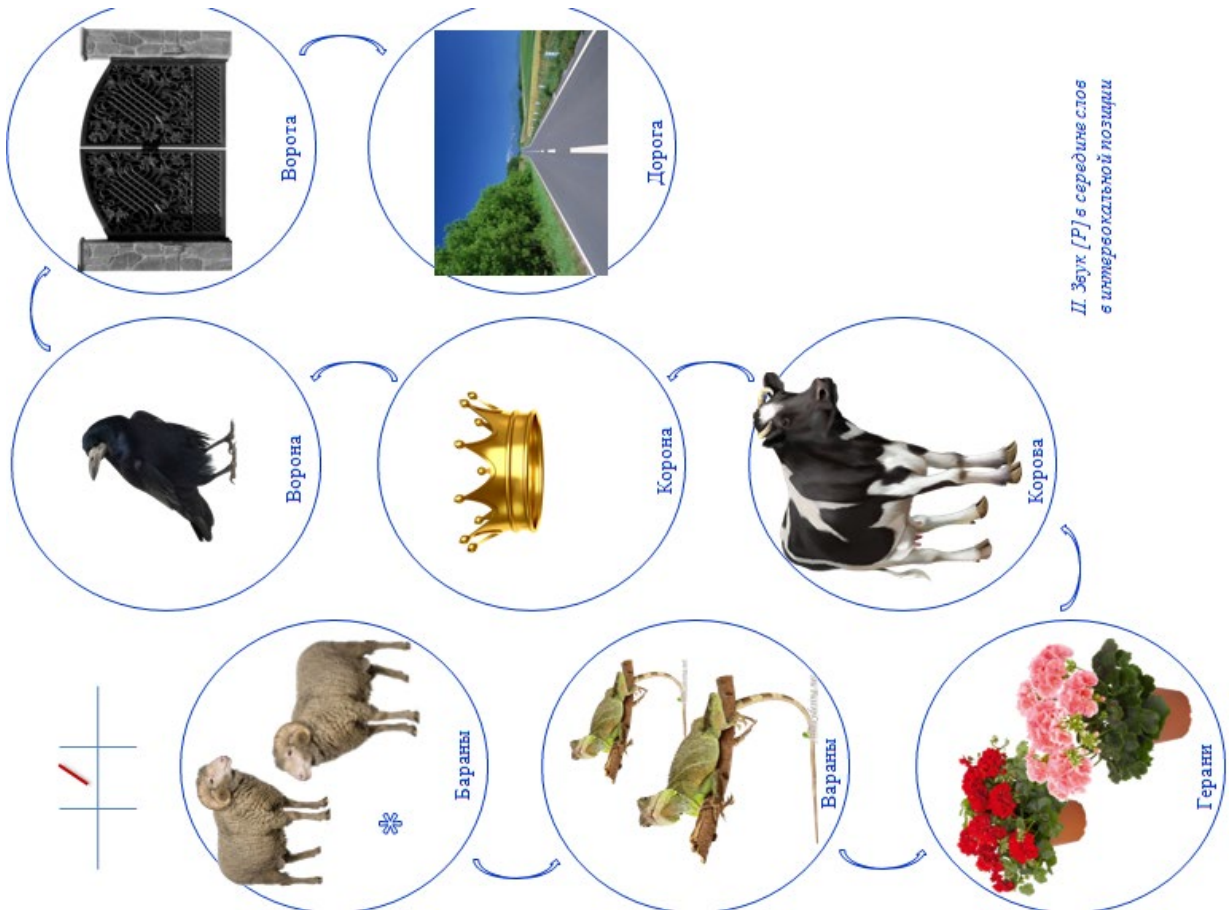 Бараны
Вараны
Герани
Корова
Корона
Ворона
Ворота
Дорога
II. Звук [Р] в середине слов
в интервокальной позиции